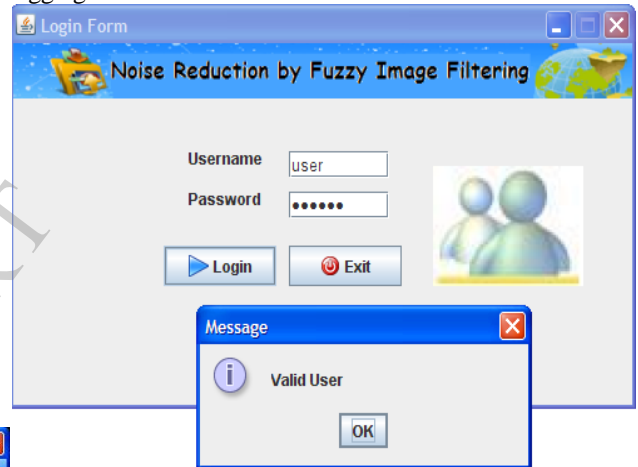 Login Form
Noise Reduction by Fuzzy Image Filtering
Username user
Password ••••••
Login Exit
Message
i Valid User
OK